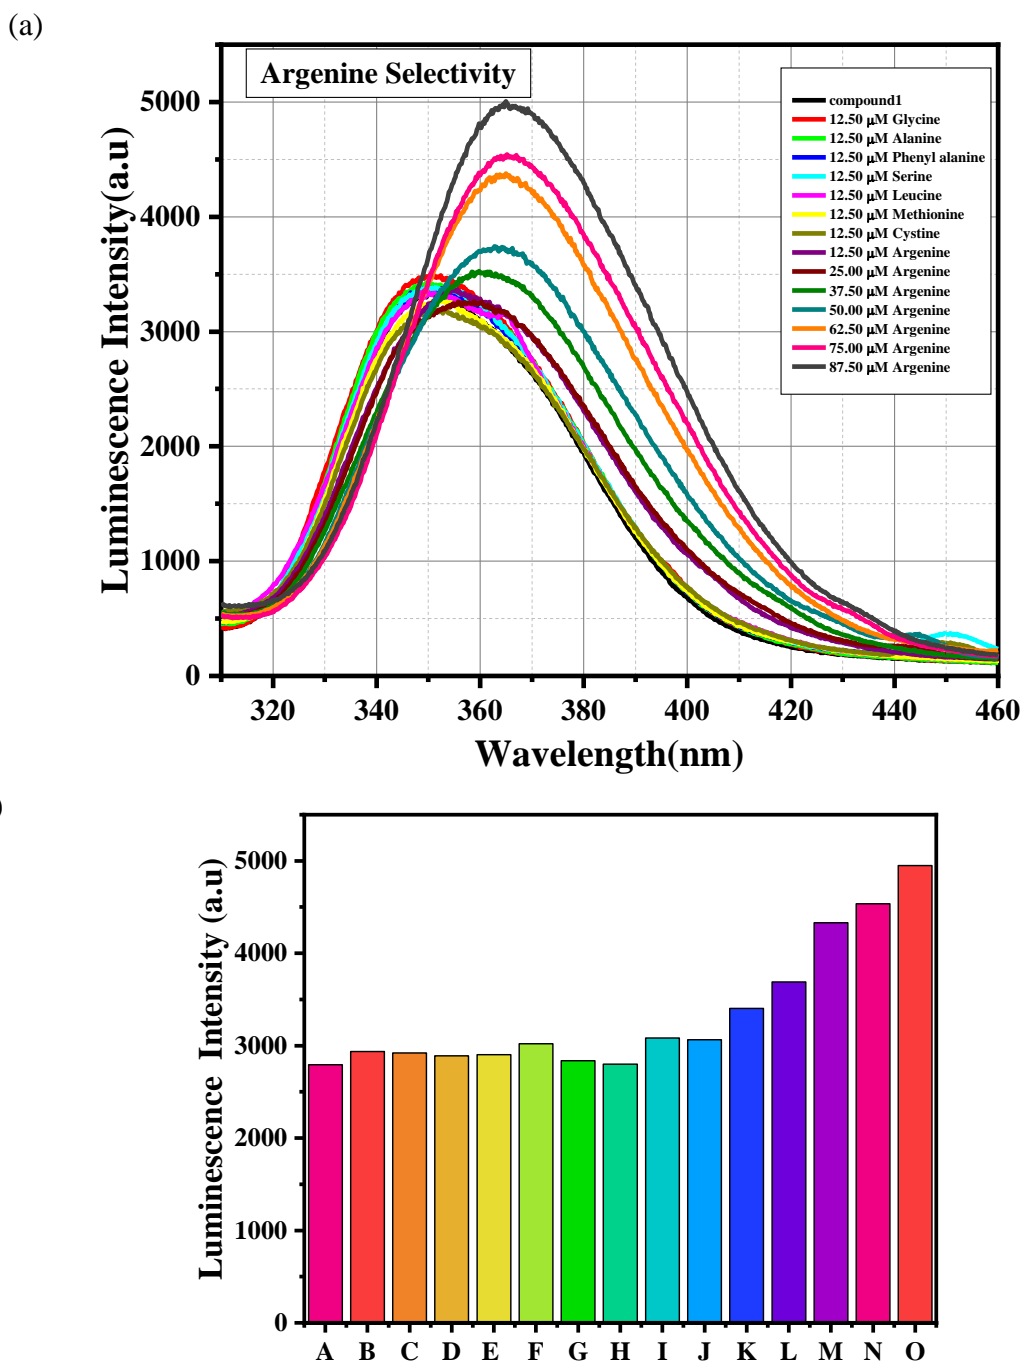 (a)
Argenine Selectivity
compound1
12.50 μM Glycine
12.50 μM Alanine
12.50 μM Phenyl alanine
12.50 μM Serine
12.50 μM Leucine
12.50 μM Methionine
12.50 μM Cystine
12.50 μM Argenine
25.00 μM Argenine
37.50 μM Argenine
50.00 μM Argenine
62.50 μM Argenine
75.00 μM Argenine
87.50 μM Argenine
Luminescence Intensity(a.u)
5000
4000
3000
2000
1000
0
320 340 360 380 400 420 440 460
Wavelength(nm)
)
Luminescence Intensity (a.u)
5000
4000
3000
2000
1000
0
A B C D E F G H I J K L M N O